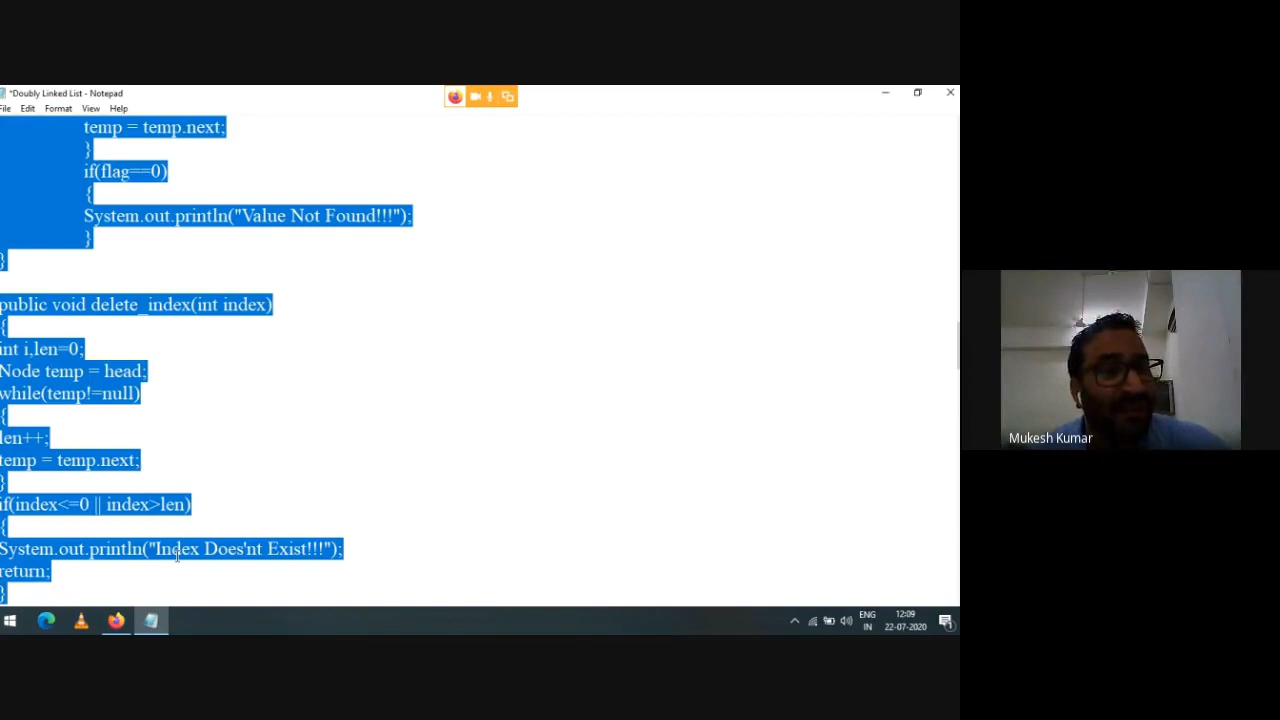 *Doubly Linked List - Notepad
File Edit Format View Help
temp = temp.next;
}
if(flag==0)
{
System.out.println("Value Not Found!!!");
}
}
public void delete_index(int index)
{
int i,len=0;
Node temp = head;
while(temp!=null)
{
len++;
temp = temp.next;
}
if(index<=0 || index>len)
{
System.out.println("Index Does'nt Exist!!!");
return;
}
Mukesh Kumar
ENG
IN
12:09
22-07-2020
1